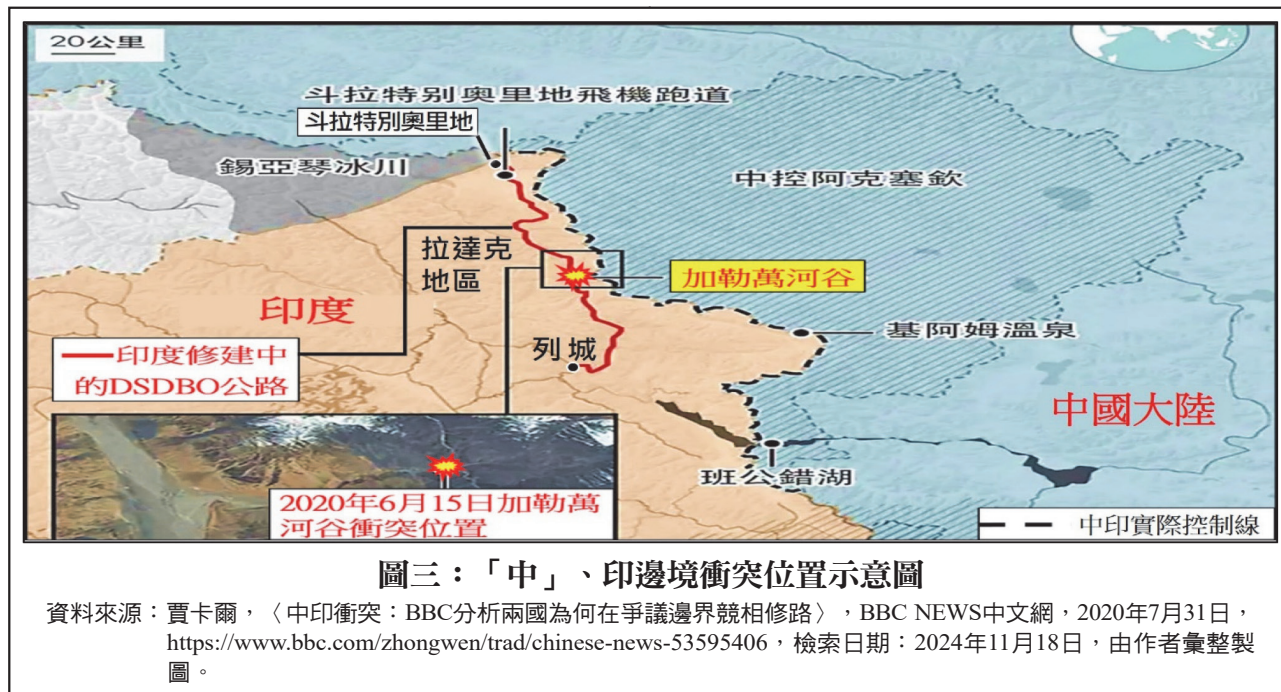 20公里
斗拉特別奧里地飛機跑道
斗拉特別奧里地
錫亞琴冰川
中控阿克塞欽
拉達克
地區
加勒萬河谷
印度
基阿姆溫泉
列城
印度修建中
的DSDBO公路
中國大陸
班公錯湖
2020年6月15日加勒萬
河谷衝突位置
中印實際控制線
圖三：「中」、印邊境衝突位置示意圖
資料來源：賈卡爾，〈中印衝突：BBC分析兩國為何在爭議邊界競相修路〉，BBC NEWS中文網，2020年7月31日，
https://www.bbc.com/zhongwen/trad/chinese-news-53595406，檢索日期：2024年11月18日，由作者彙整製
圖。